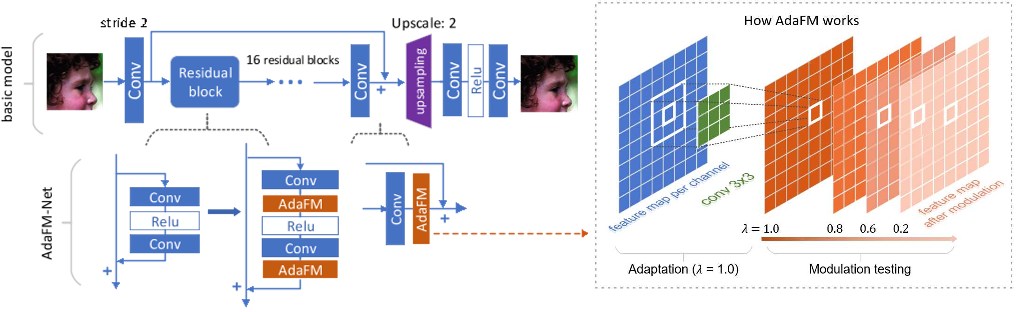 stride 2
Upscale: 2
basic model
Conv
Residual
block
16 residual blocks
Conv
+
upsampling
Conv
Relu
Conv
AdaFM-Net
Conv
Relu
Conv
+
Conv
AdaFM
Relu
Conv
AdaFM
+
Conv
AdaFM
+
How AdaFM works
feature map per channel
conv 3x3
feature map
after modulation
λ = 1.0
0.8
0.6
0.2
Adaptation (λ = 1.0)
Modulation testing